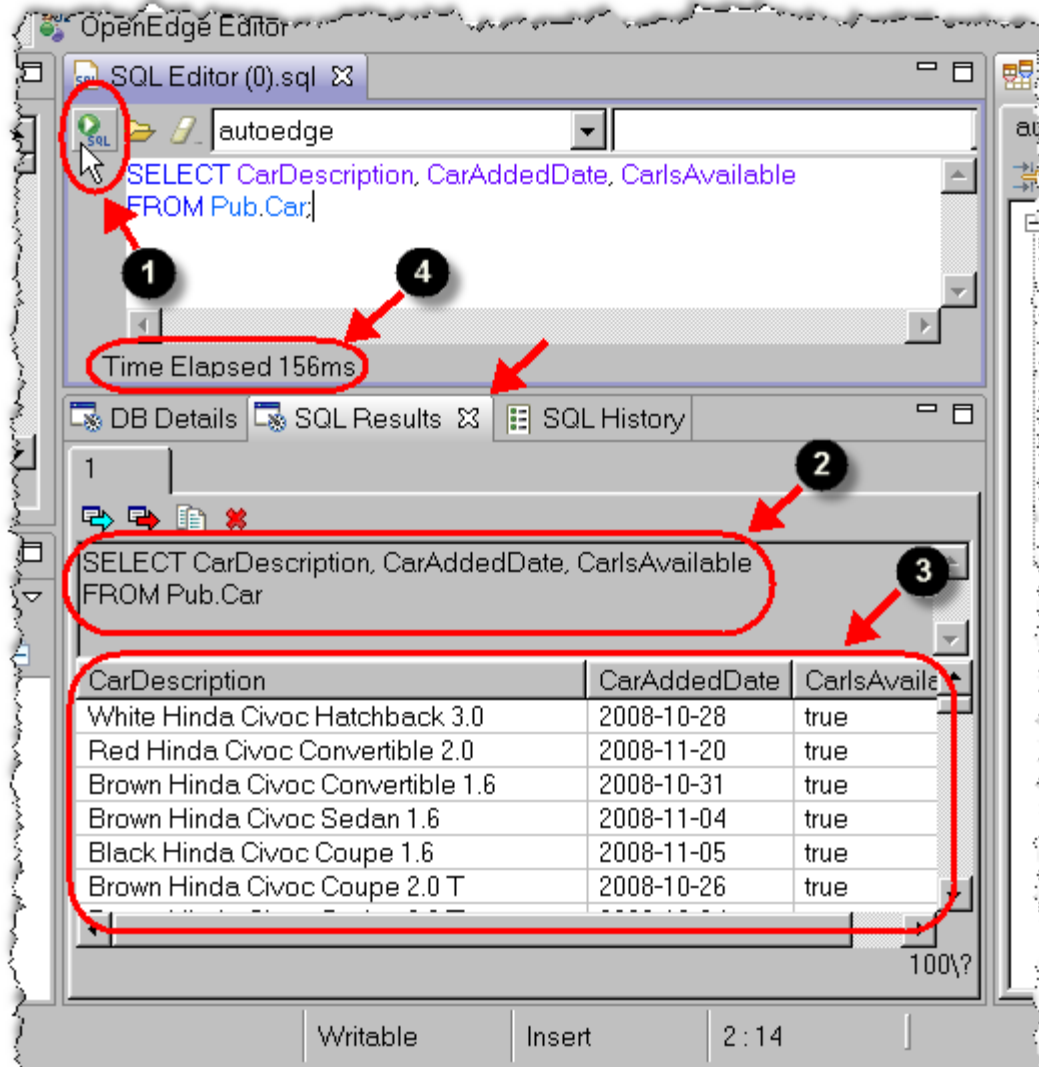 OpenEdge Editor
SQL Editor (0).sql
SQL
autoedge
SELECT CarDescription, CarAddedDate, CarIsAvailable
FROM Pub.Car;
1
4
Time Elapsed 156ms
DB Details SQL Results SQL History
1
2
SELECT CarDescription, CarAddedDate, CarIsAvailable
FROM Pub.Car
3
CarDescription CarAddedDate CarIsAvaila
White Hinda Civoc Hatchback 3.0 2008-10-28 true
Red Hinda Civoc Convertible 2.0 2008-11-20 true
Brown Hinda Civoc Convertible 1.6 2008-10-31 true
Brown Hinda Civoc Sedan 1.6 2008-11-04 true
Black Hinda Civoc Coupe 1.6 2008-11-05 true
Brown Hinda Civoc Coupe 2.0 T 2008-10-26 true
100\?
Writable Insert 2 : 14